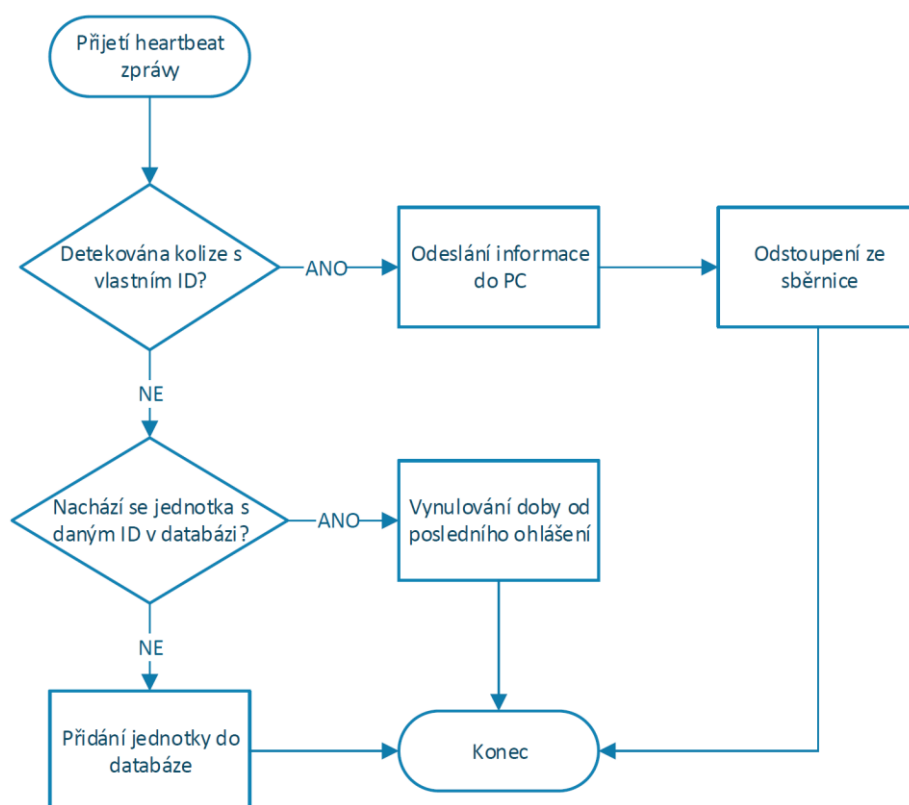 Přijetí heartbeat
zprávy
Detekována kolize s
vlastním ID?
ANO
Odeslání informace
do PC
Odstoupení ze
sběrnice
NE
Nachází se jednotka s
daným ID v databázi?
ANO
Vynulování doby od
posledního ohlášení
NE
Přidání jednotky do
databáze
Konec